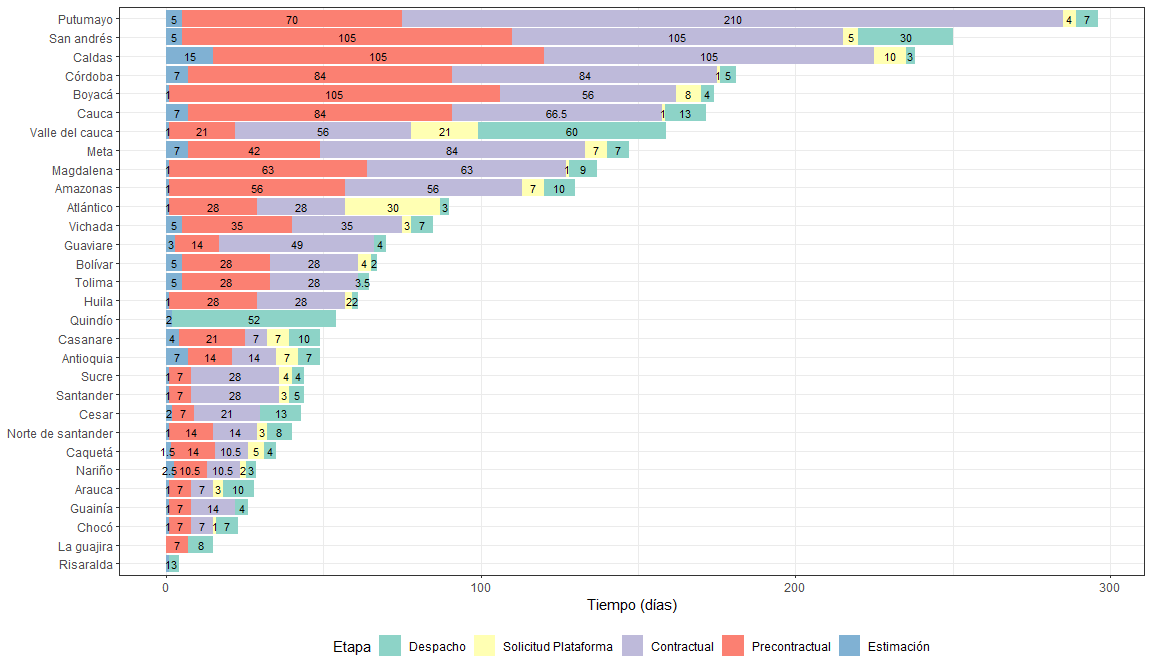 Putumayo 5 70 210 4 7
San andrés 5 105 105 5 30
Caldas 15 105 105 10 3
Córdoba 7 84 84 1 5
Boyacá 1 105 56 8 4
Cauca 7 84 66.5 1 13
Valle del cauca 1 21 56 21 60
Meta 7 42 84 7 7
Magdalena 1 63 63 1 9
Amazonas 1 56 56 7 10
Atlántico 1 28 28 30 3
Vichada 5 35 35 3 7
Guaviare 3 14 49 4
Bolívar 5 28 28 4 2
Tolima 5 28 28 3.5
Huila 1 28 28 2 2
Quindío 2 52
Casanare 4 21 7 7 10
Antioquia 7 14 14 7 7
Sucre 1 7 28 4 4
Santander 1 7 28 3 5
Cesar 2 7 21 13
Norte de santander 1 14 14 3 8
Caquetá 1.5 14 10.5 5 4
Nariño 2.5 10.5 10.5 2 3
Arauca 1 7 7 3 10
Guainía 1 7 14 4
Chocó 1 7 7 1 7
La guajira 7 8
Risaralda 1 3
0 100 200 300
Tiempo (días)
Etapa Despacho Solicitud Plataforma Contractual Precontractual Estimación